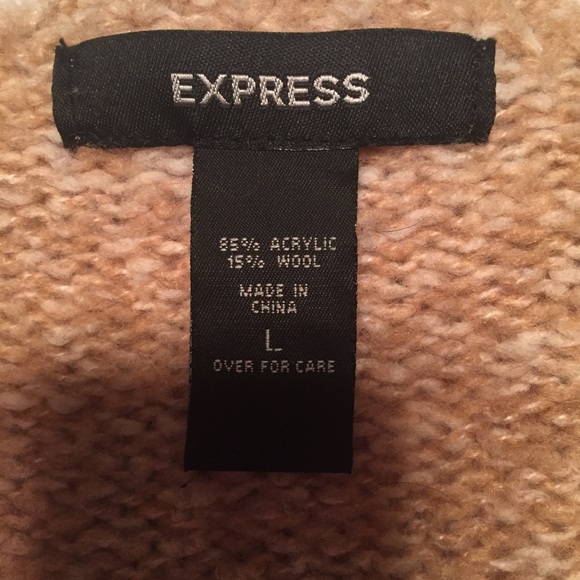 EXPRESS
85% ACRYLIC
15% WOOL
MADE IN
CHINA
L
OVER FOR CARE